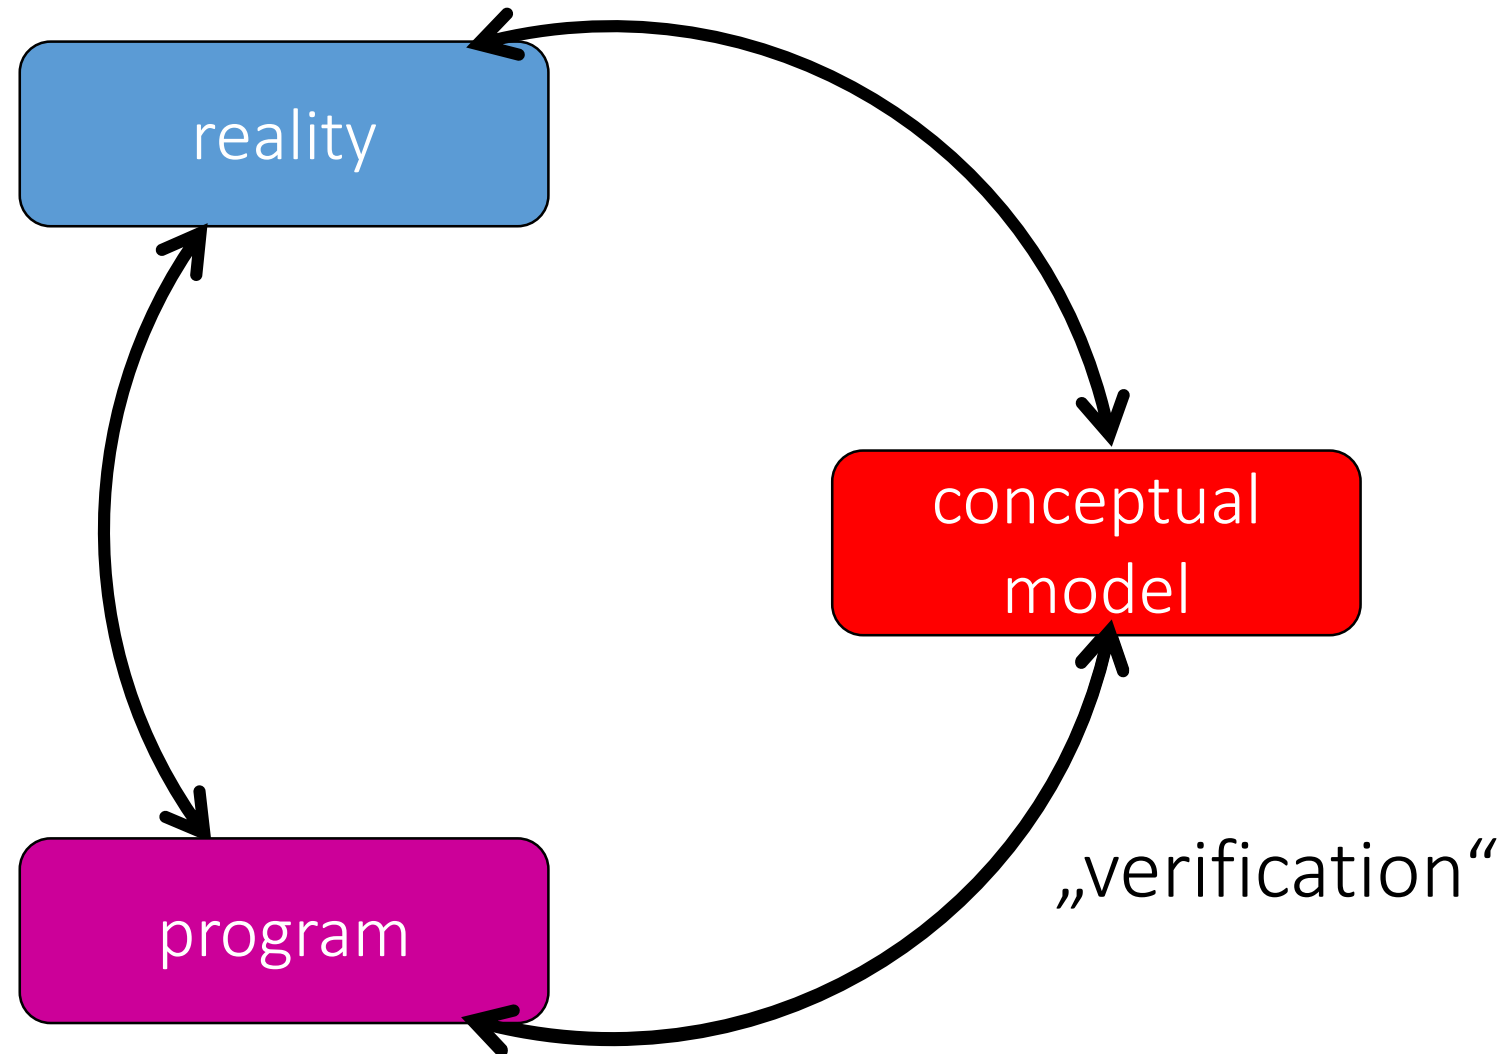 reality
conceptual
model
„verification“
program